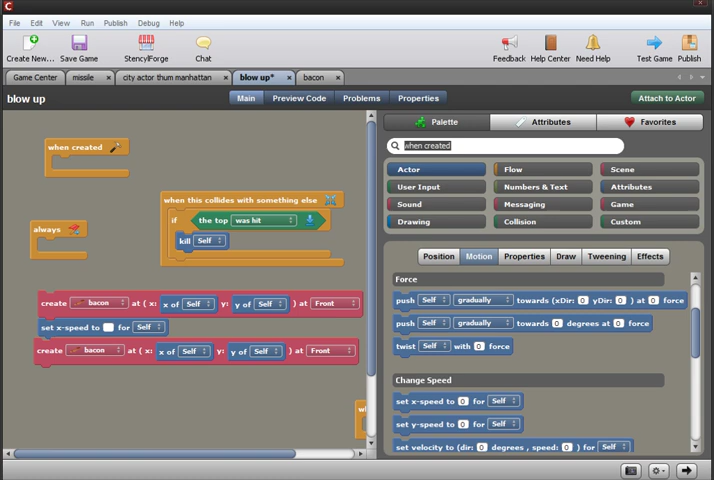 C
File Edit View Run Publish Debug Help
Create New... Save Game StencylForge Chat Feedback Help Center Need Help Test Game Publish
Game Center missile × city actor thum manhattan × blow up* × bacon ×
blow up Main Preview Code Problems Properties Attach to Actor
Palette Attributes Favorites
when created
Actor Flow Scene
User Input Numbers & Text Attributes
Sound Messaging Game
Drawing Collision Custom
Position Motion Properties Draw Tweening Effects
Force
push Self gradually towards (xDir: 0 yDir: 0 ) at 0 force
push Self gradually towards 0 degrees at 0 force
twist Self with 0 force
Change Speed
set x-speed to 0 for Self
set y-speed to 0 for Self
set velocity to (dir: 0 degrees , speed: 0 ) for Self
when created
when this collides with something else
if the top was hit
kill Self
always
create bacon at ( x: x of Self y: y of Self ) at Front
set x-speed to for Self
create bacon at ( x: x of Self y: y of Self ) at Front